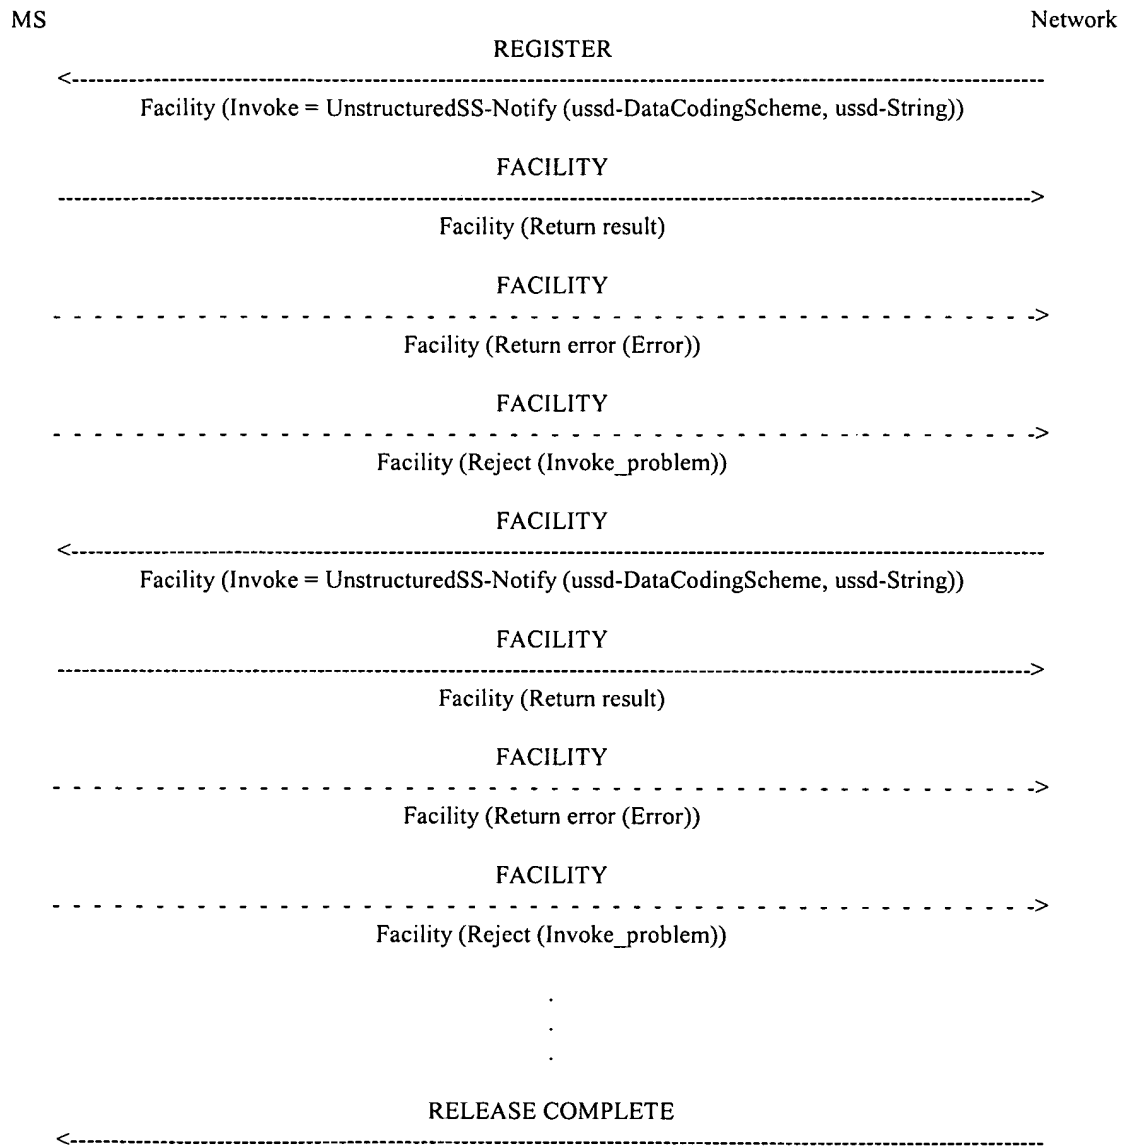 MS Network
REGISTER
<------------------------------------------------------------
Facility (Invoke = UnstructuredSS-Notify (ussd-DataCodingScheme, ussd-String))
FACILITY
------------------------------------------------------------>
Facility (Return result)
FACILITY
- - - - - - - - - - - - - - - - - - - - - - - - - - - - - ->
Facility (Return error (Error))
FACILITY
- - - - - - - - - - - - - - - - - - - - - - - - - - - - - ->
Facility (Reject (Invoke_problem))
FACILITY
<------------------------------------------------------------
Facility (Invoke = UnstructuredSS-Notify (ussd-DataCodingScheme, ussd-String))
FACILITY
------------------------------------------------------------>
Facility (Return result)
FACILITY
- - - - - - - - - - - - - - - - - - - - - - - - - - - - - ->
Facility (Return error (Error))
FACILITY
- - - - - - - - - - - - - - - - - - - - - - - - - - - - - ->
Facility (Reject (Invoke_problem))
.
.
.
RELEASE COMPLETE
<------------------------------------------------------------